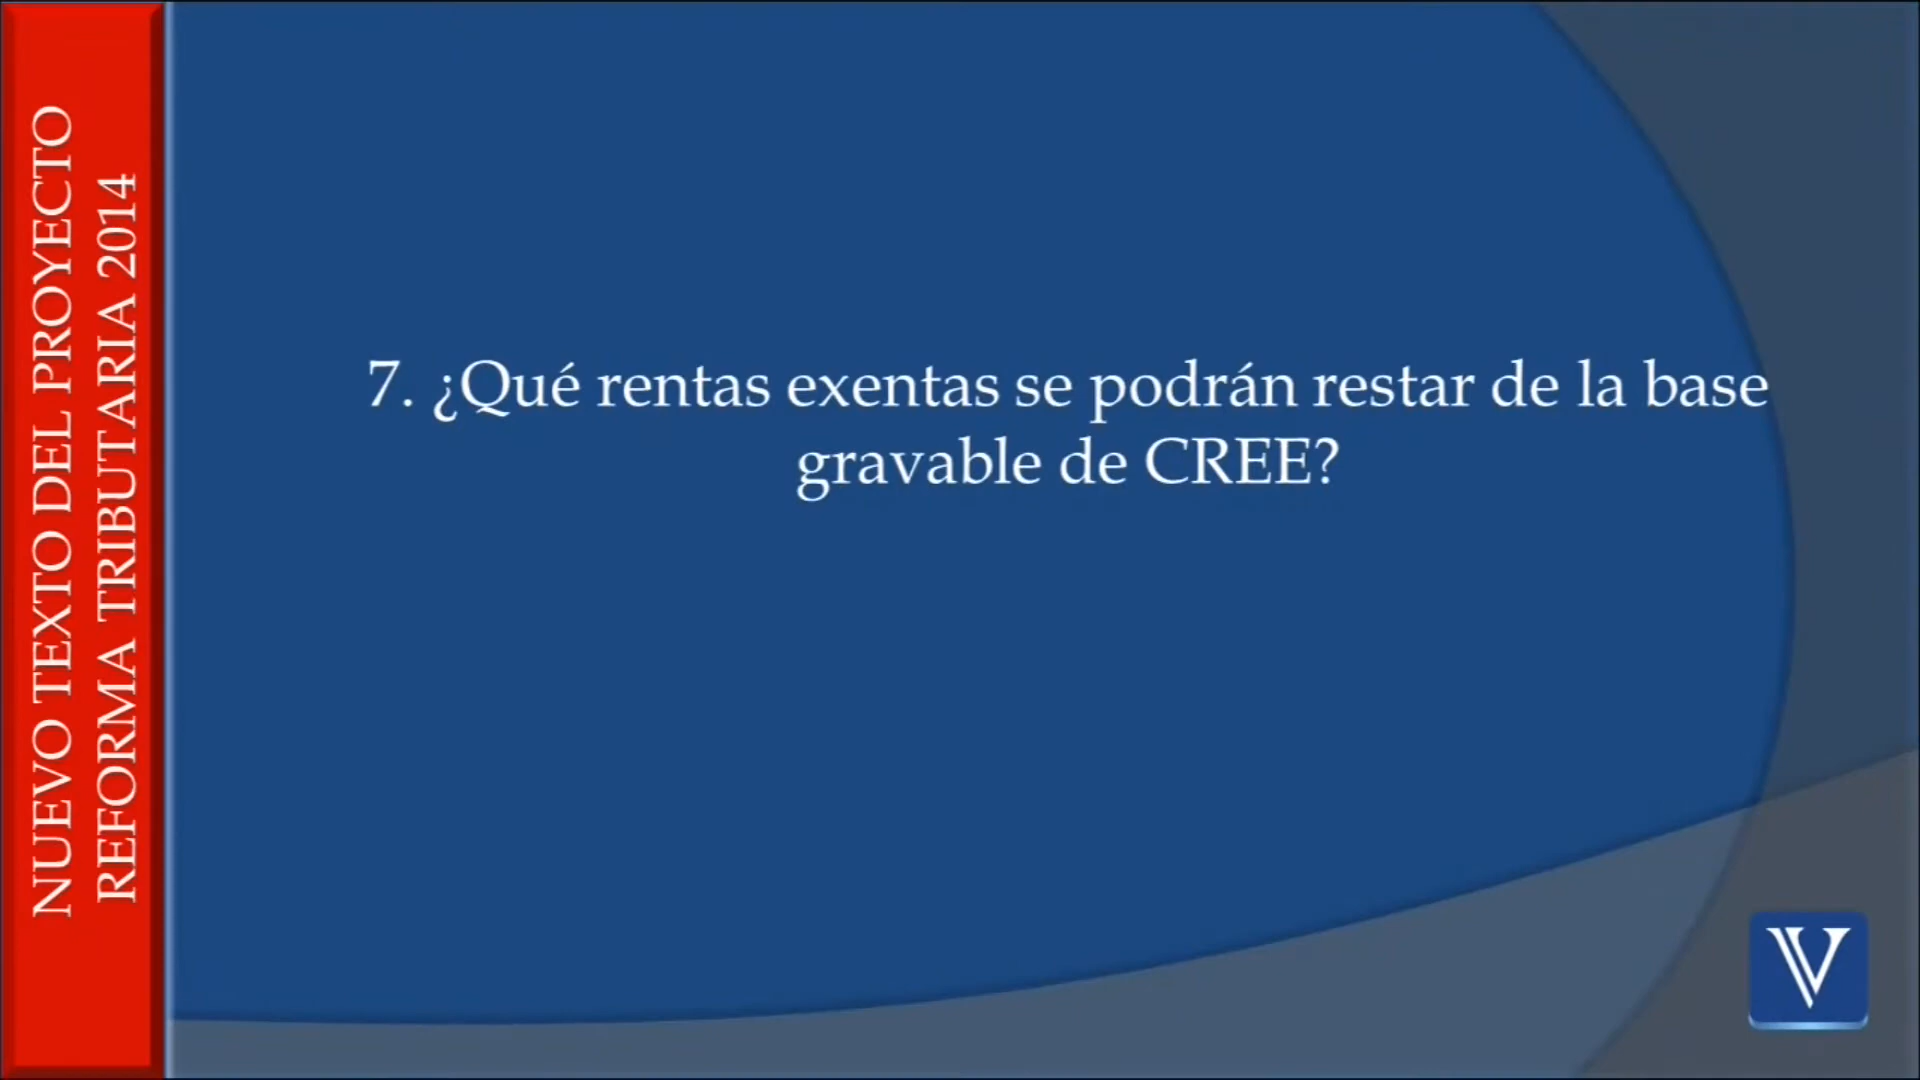 NUEVO TEXTO DEL PROYECTO
REFORMA TRIBUTARIA 2014
7. ¿Qué rentas exentas se podrán restar de la base
gravable de CREE?
V